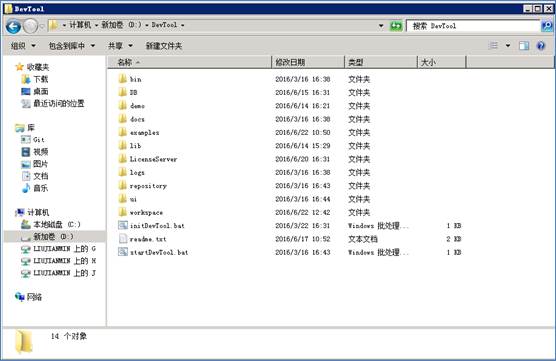 DevTool
计算机 ▸ 新加卷 (D:) ▸ DevTool ▸
搜索 DevTool
组织 包含到库中 共享 新建文件夹
名称 修改日期 类型 大小
收藏夹
下载
桌面
最近访问的位置
库
Git
视频
图片
文档
音乐
计算机
本地磁盘 (C:)
新加卷 (D:)
LIUJIANWIN 上的 G
LIUJIANWIN 上的 H
LIUJIANWIN 上的 J
网络
bin 2016/3/16 16:38 文件夹
DB 2016/6/15 16:31 文件夹
demo 2016/6/14 16:21 文件夹
docs 2016/3/16 16:38 文件夹
examples 2016/6/22 10:50 文件夹
lib 2016/6/14 15:29 文件夹
LicenseServer 2016/6/20 16:31 文件夹
logs 2016/3/16 16:38 文件夹
repository 2016/3/16 16:43 文件夹
ui 2016/3/16 16:44 文件夹
workspace 2016/6/22 12:42 文件夹
initDevTool.bat 2016/3/22 16:31 Windows 批处理... 1 KB
readme.txt 2016/6/17 10:52 文本文档 2 KB
startDevTool.bat 2016/3/16 16:43 Windows 批处理... 1 KB
14 个对象